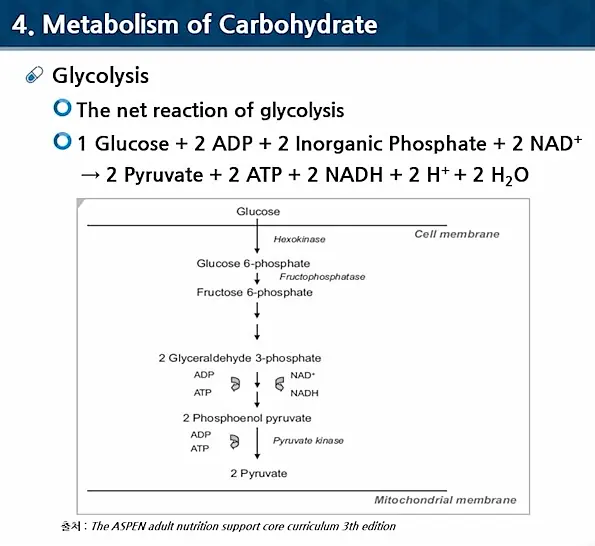 4. Metabolism of Carbohydrate
Glycolysis
The net reaction of glycolysis
1 Glucose + 2 ADP + 2 Inorganic Phosphate + 2 NAD⁺
→ 2 Pyruvate + 2 ATP + 2 NADH + 2 H⁺ + 2 H₂O
Glucose
Cell membrane
Hexokinase
Glucose 6-phosphate
Fructophosphatase
Fructose 6-phosphate
2 Glyceraldehyde 3-phosphate
ADP NAD⁺
ATP NADH
2 Phosphoenol pyruvate
ADP
Pyruvate kinase
ATP
2 Pyruvate
Mitochondrial membrane
출처 : The ASPEN adult nutrition support core curriculum 3th edition